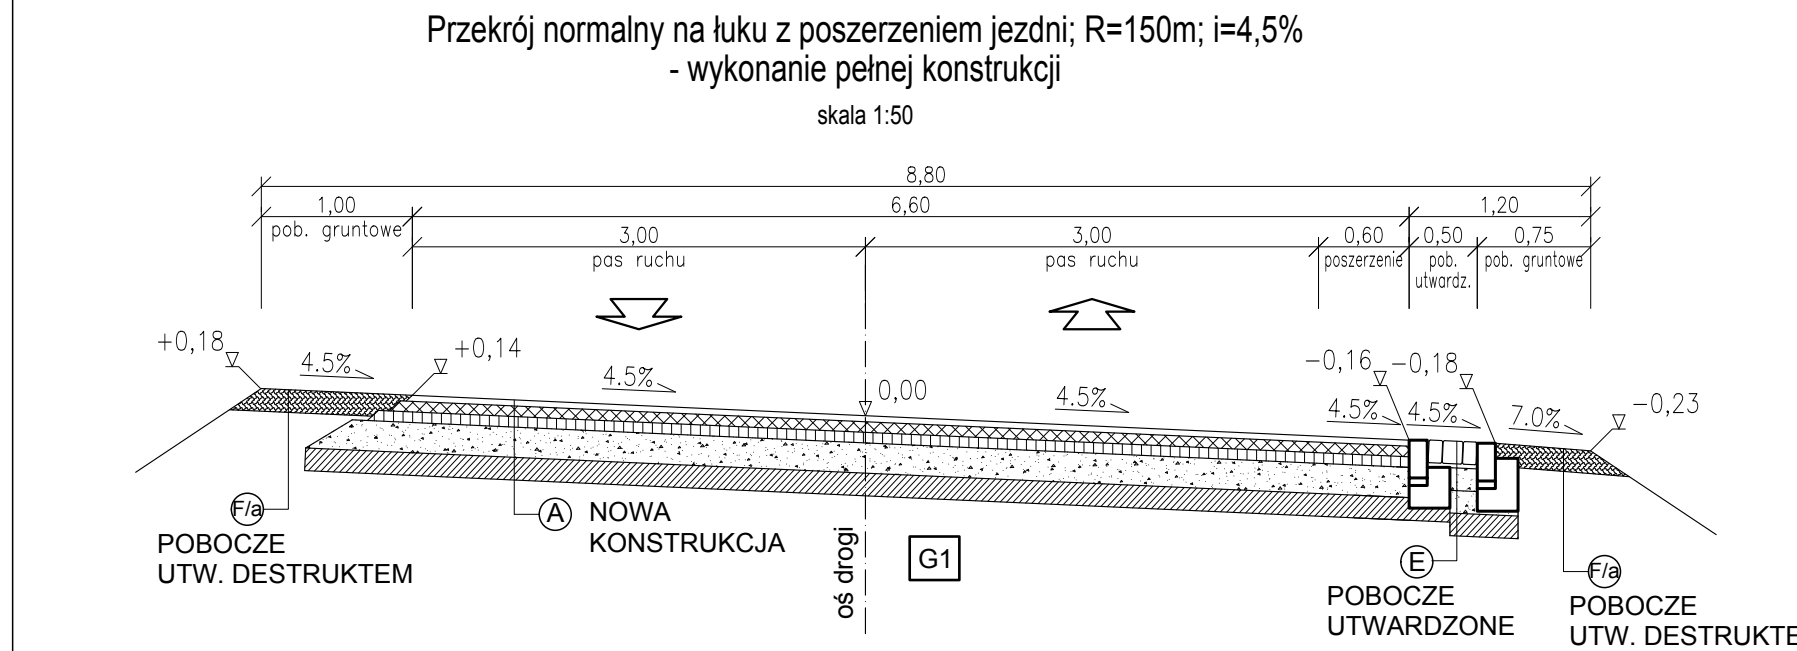 Przekrój normalny na łuku z poszerzeniem jezdni; R=150m; i=4,5%
- wykonanie pełnej konstrukcji
skala 1:50
8,80
1,00 6,60 1,20
pob. gruntowe
3,00 3,00 0,60 0,50 0,75
pas ruchu pas ruchu poszerzenie pob. pob. gruntowe
utwardz.
+0,18 4.5% +0,14 4.5% 0,00 4.5% -0,16 -0,18
4.5% 4.5% 7.0% -0,23
F/a
POBOCZE
UTW. DESTRUKTEM
A NOWA
KONSTRUKCJA
oś drogi
G1
E
POBOCZE
UTWARDZONE
F/a
POBOCZE
UTW. DESTRUKTE